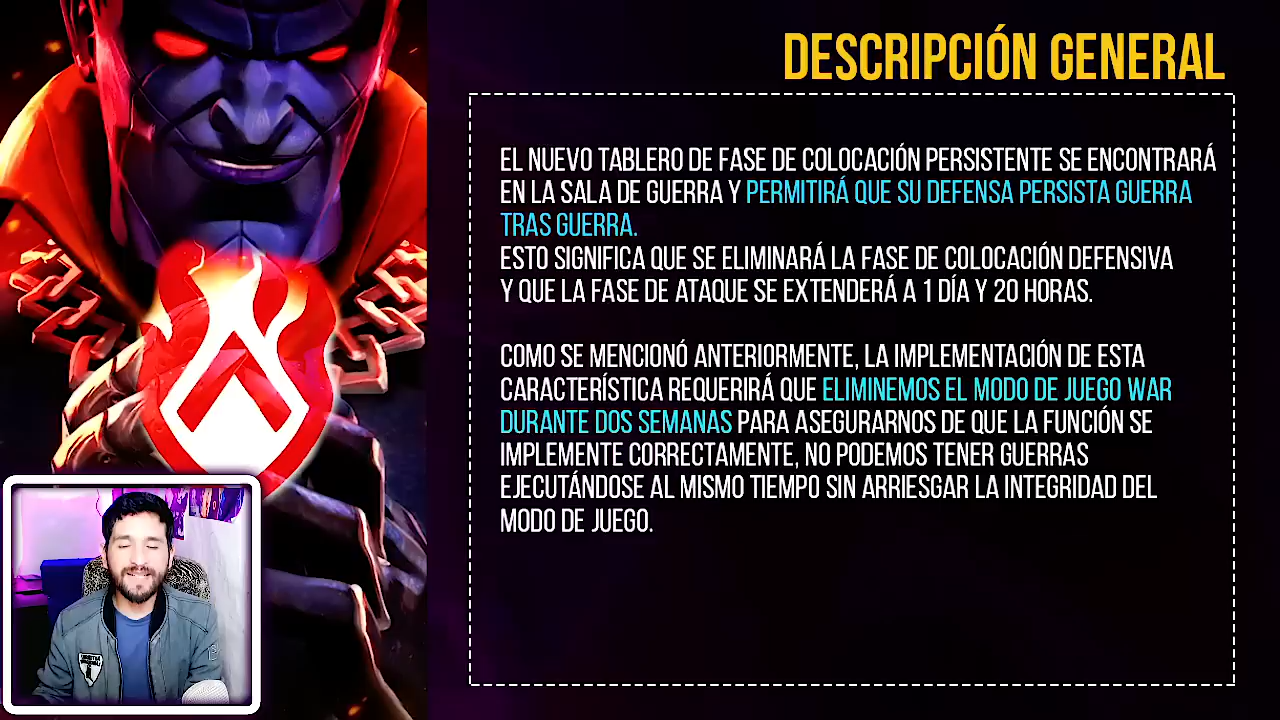 DESCRIPCIÓN GENERAL
EL NUEVO TABLERO DE FASE DE COLOCACIÓN PERSISTENTE SE ENCONTRARÁ
EN LA SALA DE GUERRA Y PERMITIRÁ QUE SU DEFENSA PERSISTA GUERRA
TRAS GUERRA.
ESTO SIGNIFICA QUE SE ELIMINARÁ LA FASE DE COLOCACIÓN DEFENSIVA
Y QUE LA FASE DE ATAQUE SE EXTENDERÁ A 1 DÍA Y 20 HORAS.
COMO SE MENCIONÓ ANTERIORMENTE, LA IMPLEMENTACIÓN DE ESTA
CARACTERÍSTICA REQUERIRÁ QUE ELIMINEMOS EL MODO DE JUEGO WAR
DURANTE DOS SEMANAS PARA ASEGURARNOS DE QUE LA FUNCIÓN SE
IMPLEMENTE CORRECTAMENTE, NO PODEMOS TENER GUERRAS
EJECUTÁNDOSE AL MISMO TIEMPO SIN ARRIESGAR LA INTEGRIDAD DEL
MODO DE JUEGO.